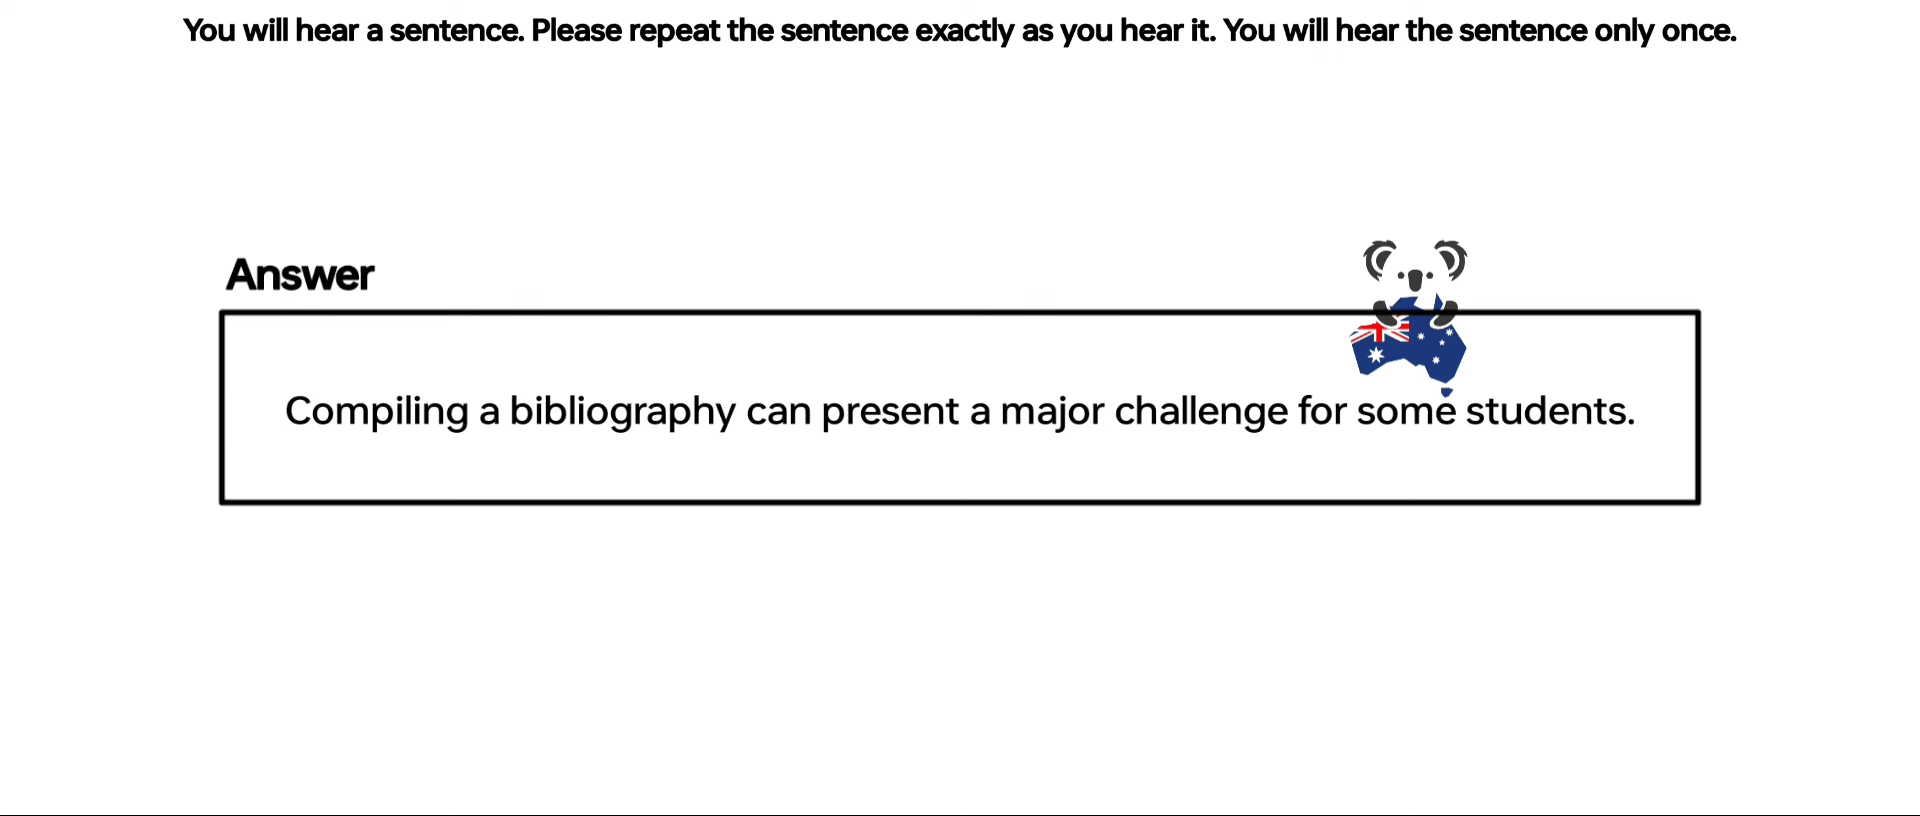 You will hear a sentence. Please repeat the sentence exactly as you hear it. You will hear the sentence only once.
Answer
Compiling a bibliography can present a major challenge for some students.